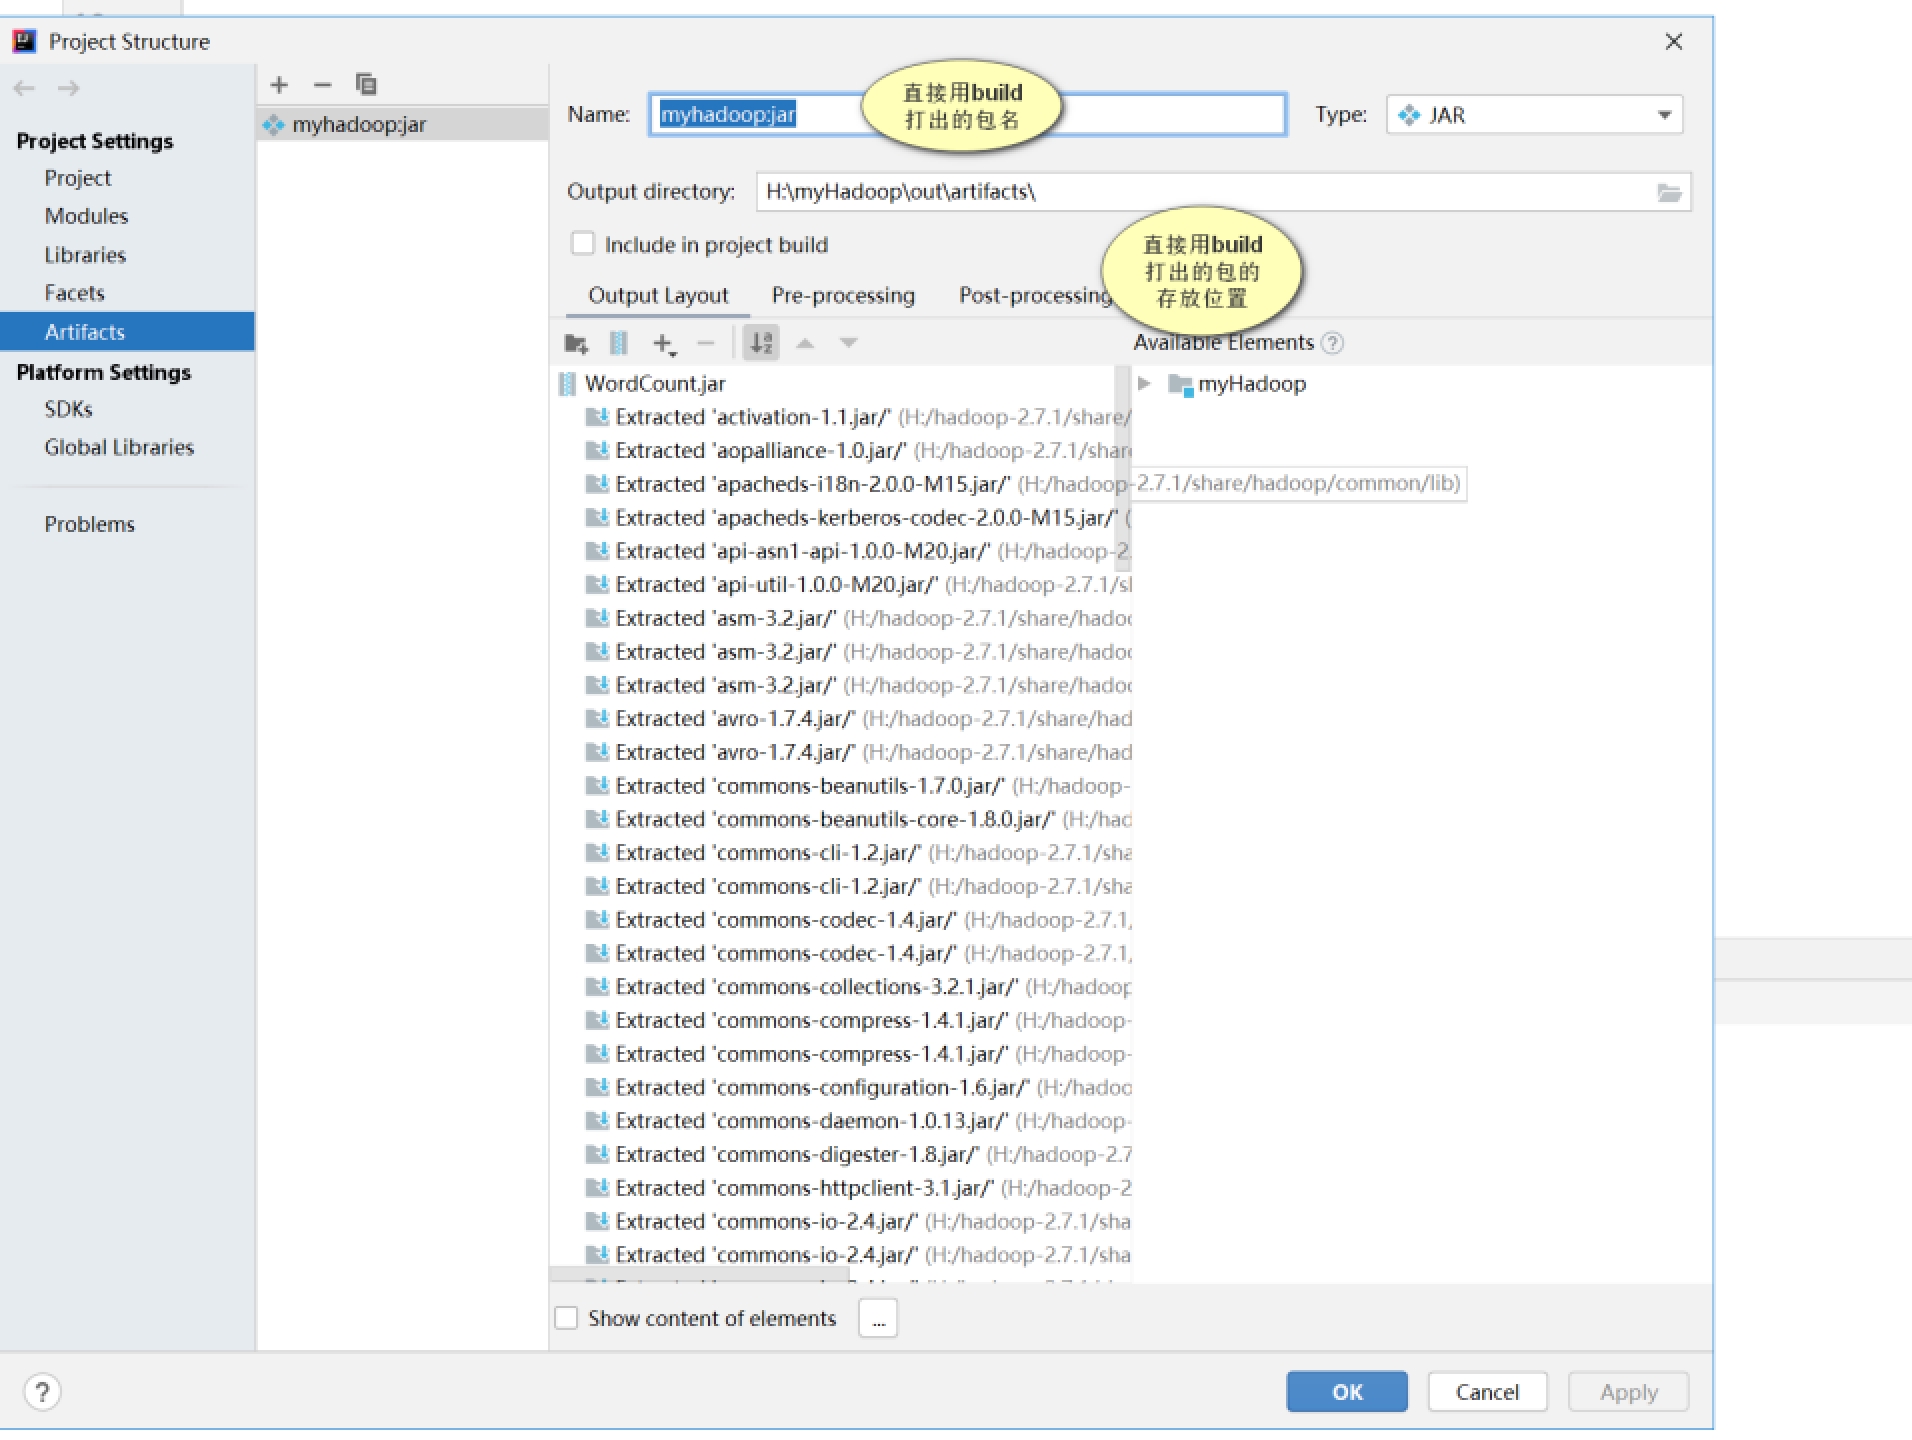 Project Structure
Project Settings
Project
Modules
Libraries
Facets
Artifacts
Platform Settings
SDKs
Global Libraries
Problems
myhadoop:jar
Name: myhadoop:jar
直接用build
打出的包名
Type: JAR
Output directory: H:\myHadoop\out\artifacts\
Include in project build
直接用build
打出的包的
存放位置
Output Layout Pre-processing Post-processing
Available Elements ?
WordCount.jar
myHadoop
Extracted 'activation-1.1.jar/' (H:/hadoop-2.7.1/share/
Extracted 'aopalliance-1.0.jar/' (H:/hadoop-2.7.1/shar
Extracted 'apacheds-i18n-2.0.0-M15.jar/' (H:/hadoop-2.7.1/share/hadoop/common/lib)
Extracted 'apacheds-kerberos-codec-2.0.0-M15.jar/' (
Extracted 'api-asn1-api-1.0.0-M20.jar/' (H:/hadoop-2.
Extracted 'api-util-1.0.0-M20.jar/' (H:/hadoop-2.7.1/s
Extracted 'asm-3.2.jar/' (H:/hadoop-2.7.1/share/hadoo
Extracted 'asm-3.2.jar/' (H:/hadoop-2.7.1/share/hadoo
Extracted 'asm-3.2.jar/' (H:/hadoop-2.7.1/share/hadoo
Extracted 'avro-1.7.4.jar/' (H:/hadoop-2.7.1/share/had
Extracted 'avro-1.7.4.jar/' (H:/hadoop-2.7.1/share/had
Extracted 'commons-beanutils-1.7.0.jar/' (H:/hadoop-
Extracted 'commons-beanutils-core-1.8.0.jar/' (H:/had
Extracted 'commons-cli-1.2.jar/' (H:/hadoop-2.7.1/sha
Extracted 'commons-cli-1.2.jar/' (H:/hadoop-2.7.1/sha
Extracted 'commons-codec-1.4.jar/' (H:/hadoop-2.7.1/
Extracted 'commons-codec-1.4.jar/' (H:/hadoop-2.7.1/
Extracted 'commons-collections-3.2.1.jar/' (H:/hadoop
Extracted 'commons-compress-1.4.1.jar/' (H:/hadoop-
Extracted 'commons-compress-1.4.1.jar/' (H:/hadoop-
Extracted 'commons-configuration-1.6.jar/' (H:/hadoo
Extracted 'commons-daemon-1.0.13.jar/' (H:/hadoop-
Extracted 'commons-digester-1.8.jar/' (H:/hadoop-2.7
Extracted 'commons-httpclient-3.1.jar/' (H:/hadoop-2
Extracted 'commons-io-2.4.jar/' (H:/hadoop-2.7.1/sha
Extracted 'commons-io-2.4.jar/' (H:/hadoop-2.7.1/sha
Show content of elements ...
? OK Cancel Apply